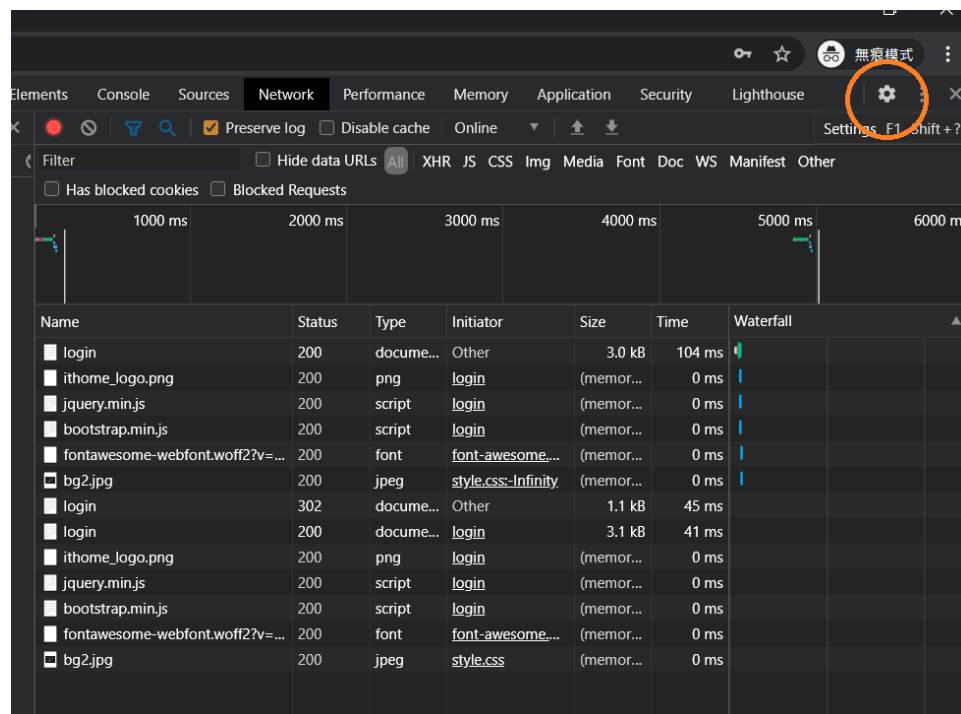 無痕模式
Elements Console Sources Network Performance Memory Application Security Lighthouse
Preserve log Disable cache Online Settings F1 Shift+?
Filter Hide data URLs All XHR JS CSS Img Media Font Doc WS Manifest Other
Has blocked cookies Blocked Requests
1000 ms 2000 ms 3000 ms 4000 ms 5000 ms 6000 m
Name Status Type Initiator Size Time Waterfall
login 200 docume... Other 3.0 kB 104 ms
ithome_logo.png 200 png login (memor... 0 ms
jquery.min.js 200 script login (memor... 0 ms
bootstrap.min.js 200 script login (memor... 0 ms
fontawesome-webfont.woff2?v=... 200 font font-awesome.... (memor... 0 ms
bg2.jpg 200 jpeg style.css:-Infinity (memor... 0 ms
login 302 docume... Other 1.1 kB 45 ms
login 200 docume... login 3.1 kB 41 ms
ithome_logo.png 200 png login (memor... 0 ms
jquery.min.js 200 script login (memor... 0 ms
bootstrap.min.js 200 script login (memor... 0 ms
fontawesome-webfont.woff2?v=... 200 font font-awesome.... (memor... 0 ms
bg2.jpg 200 jpeg style.css (memor... 0 ms